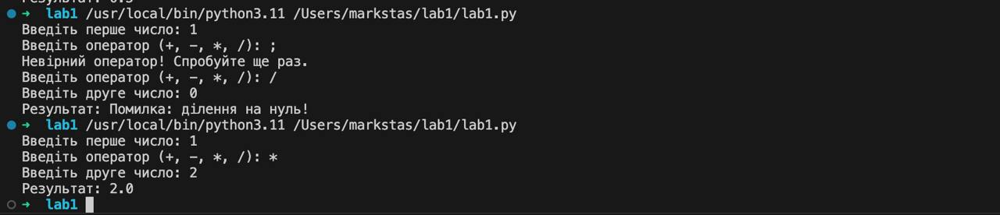 Результат: 0.5
➜ lab1 /usr/local/bin/python3.11 /Users/markstas/lab1/lab1.py
Введіть перше число: 1
Введіть оператор (+, -, *, /): ;
Невірний оператор! Спробуйте ще раз.
Введіть оператор (+, -, *, /): /
Введіть друге число: 0
Результат: Помилка: ділення на нуль!
➜ lab1 /usr/local/bin/python3.11 /Users/markstas/lab1/lab1.py
Введіть перше число: 1
Введіть оператор (+, -, *, /): *
Введіть друге число: 2
Результат: 2.0
➜ lab1